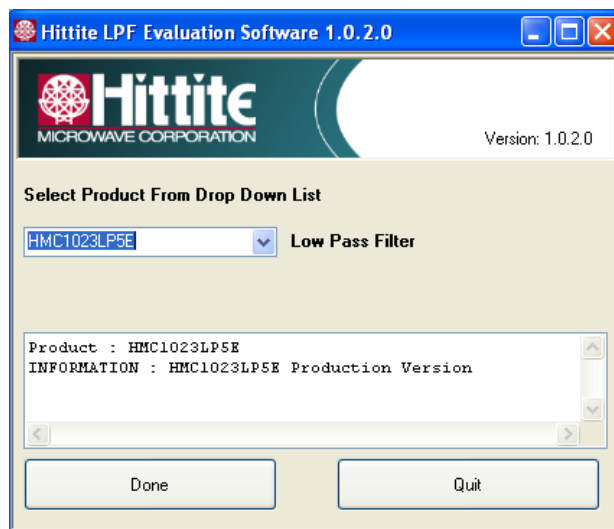 Hittite LPF Evaluation Software 1.0.2.0
Hittite
MICROWAVE CORPORATION
Version: 1.0.2.0
Select Product From Drop Down List
HMC1023LP5E
Low Pass Filter
Product : HMC1023LP5E
INFORMATION : HMC1023LP5E Production Version
Done
Quit